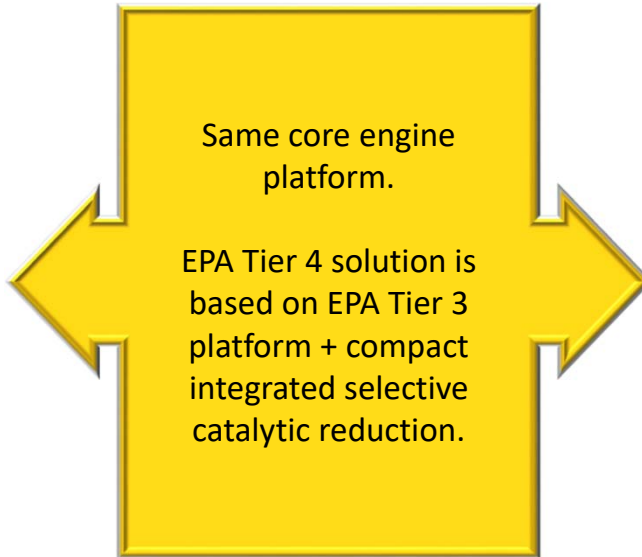 Same core engine
platform.
EPA Tier 4 solution is
based on EPA Tier 3
platform + compact
integrated selective
catalytic reduction.